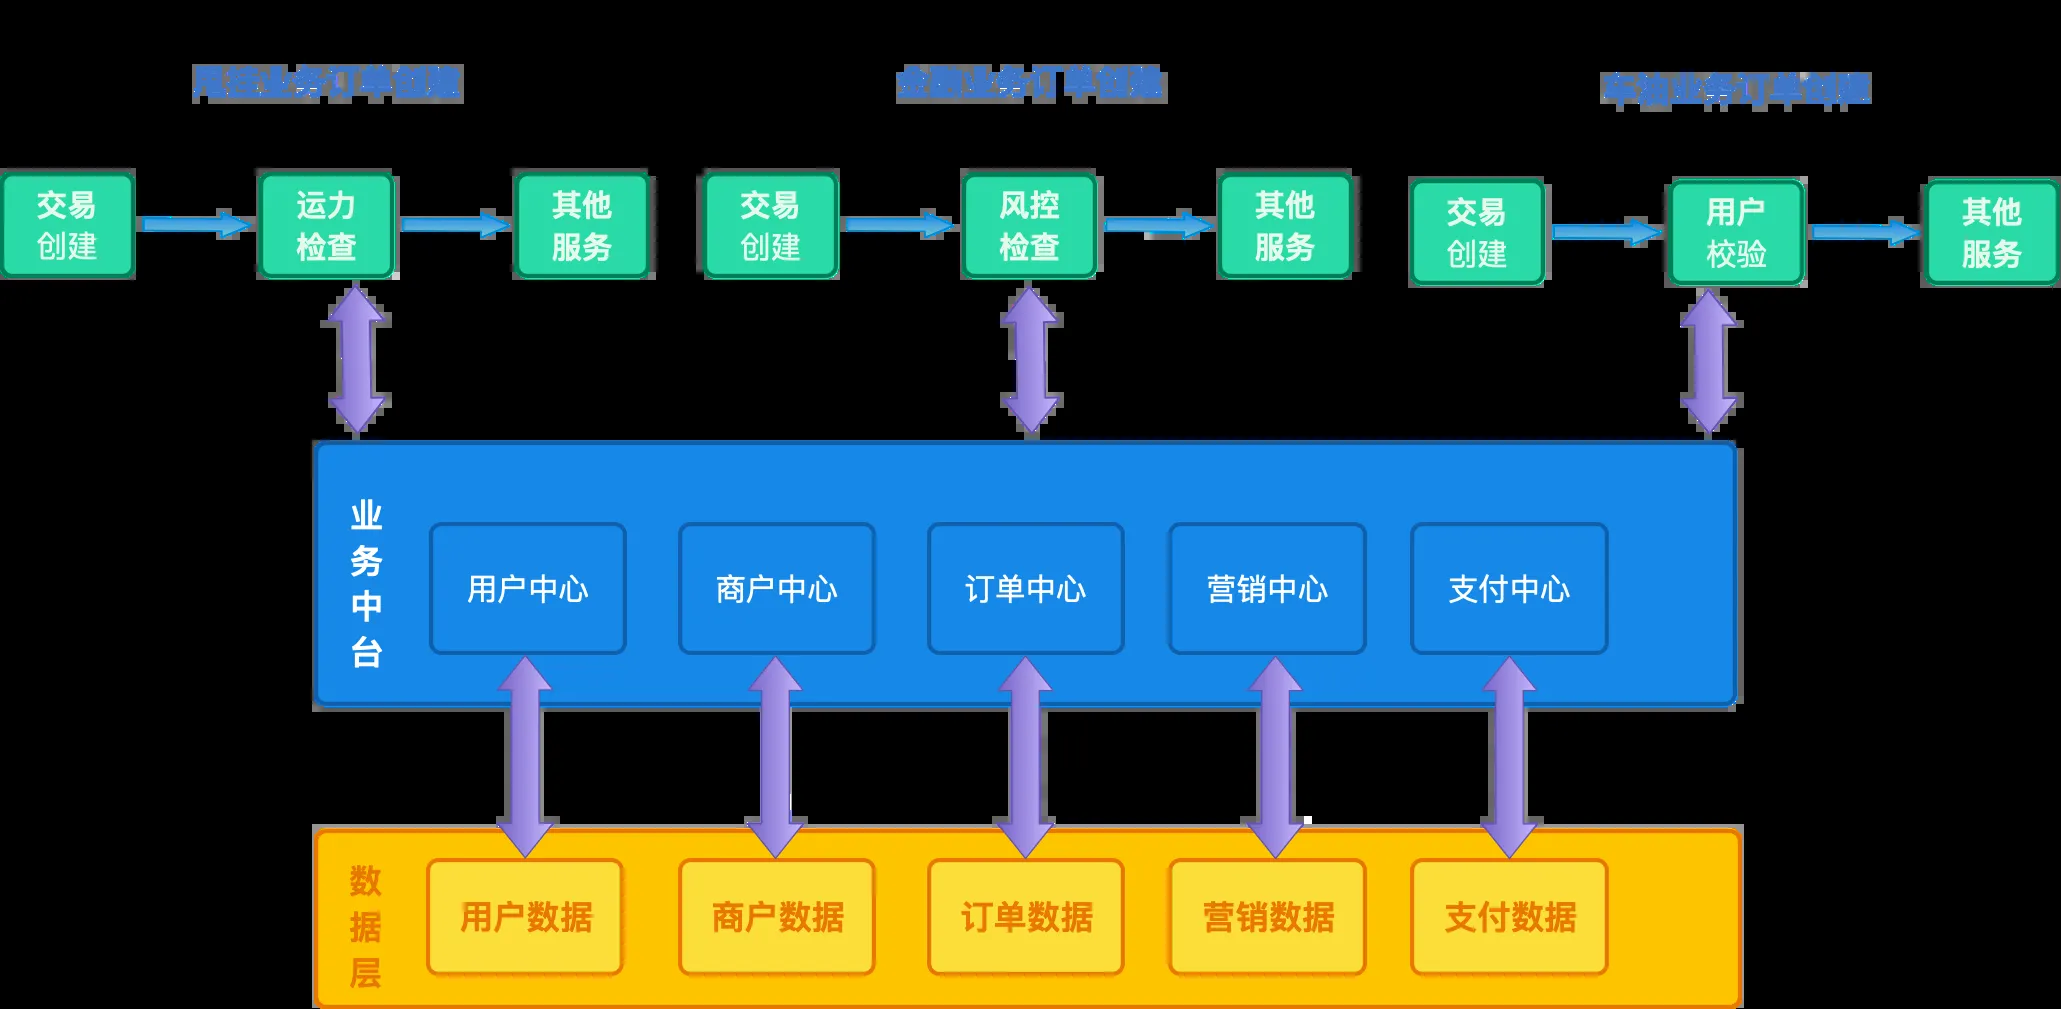 业务订单创建
金融业务订单创建
车油业务订单创建
交易
创建
运力
检查
其他
服务
交易
创建
风控
检查
其他
服务
交易
创建
用户
校验
其他
服务
业务中台
用户中心
商户中心
订单中心
营销中心
支付中心
数据层
用户数据
商户数据
订单数据
营销数据
支付数据